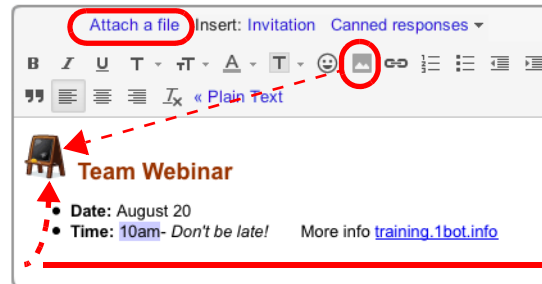 Attach a file Insert: Invitation Canned responses
B I U T T A T
« Plain Text
Team Webinar
• Date: August 20
• Time: 10am- Don't be late! More info training.1bot.info